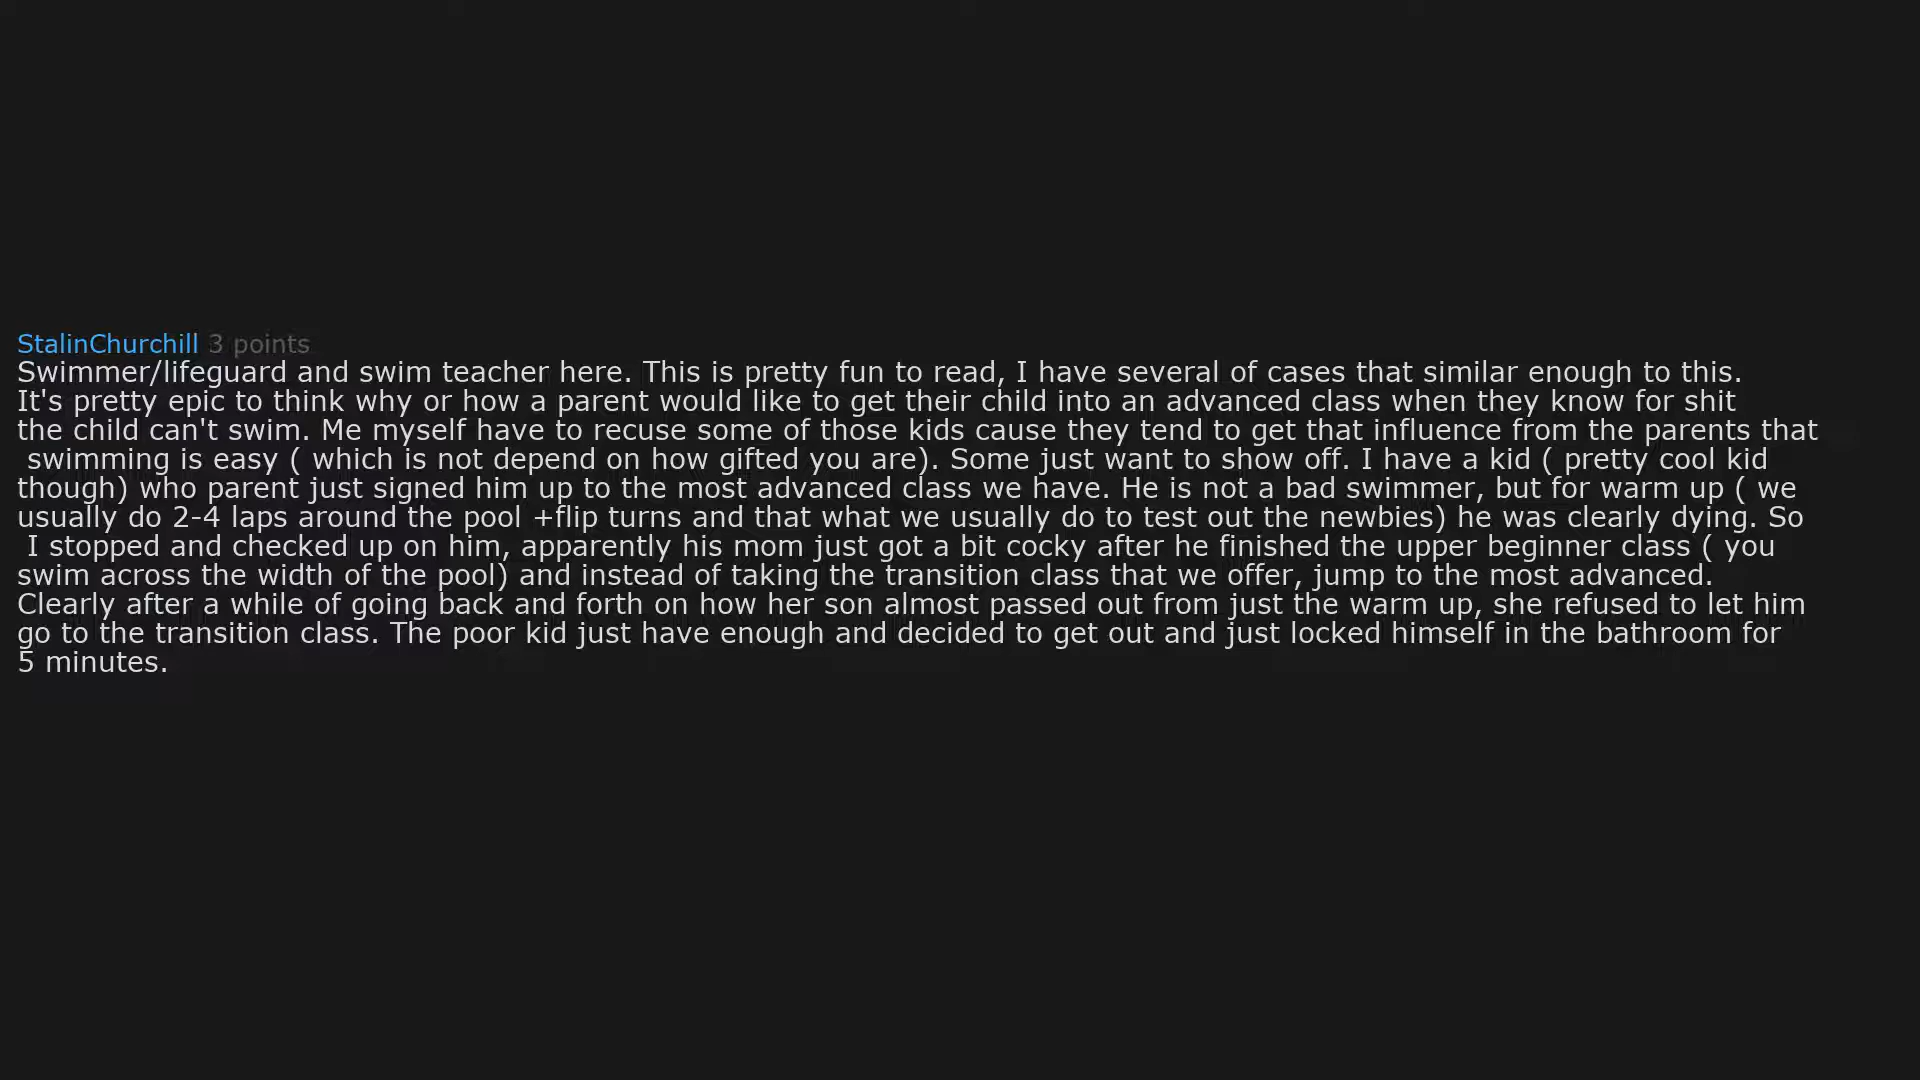 StalinChurchill 3 points
Swimmer/lifeguard and swim teacher here. This is pretty fun to read, I have several of cases that similar enough to this.
It's pretty epic to think why or how a parent would like to get their child into an advanced class when they know for shit
the child can't swim. Me myself have to recuse some of those kids cause they tend to get that influence from the parents that
swimming is easy ( which is not depend on how gifted you are). Some just want to show off. I have a kid ( pretty cool kid
though) who parent just signed him up to the most advanced class we have. He is not a bad swimmer, but for warm up ( we
usually do 2-4 laps around the pool +flip turns and that what we usually do to test out the newbies) he was clearly dying. So
I stopped and checked up on him, apparently his mom just got a bit cocky after he finished the upper beginner class ( you
swim across the width of the pool) and instead of taking the transition class that we offer, jump to the most advanced.
Clearly after a while of going back and forth on how her son almost passed out from just the warm up, she refused to let him
go to the transition class. The poor kid just have enough and decided to get out and just locked himself in the bathroom for
5 minutes.